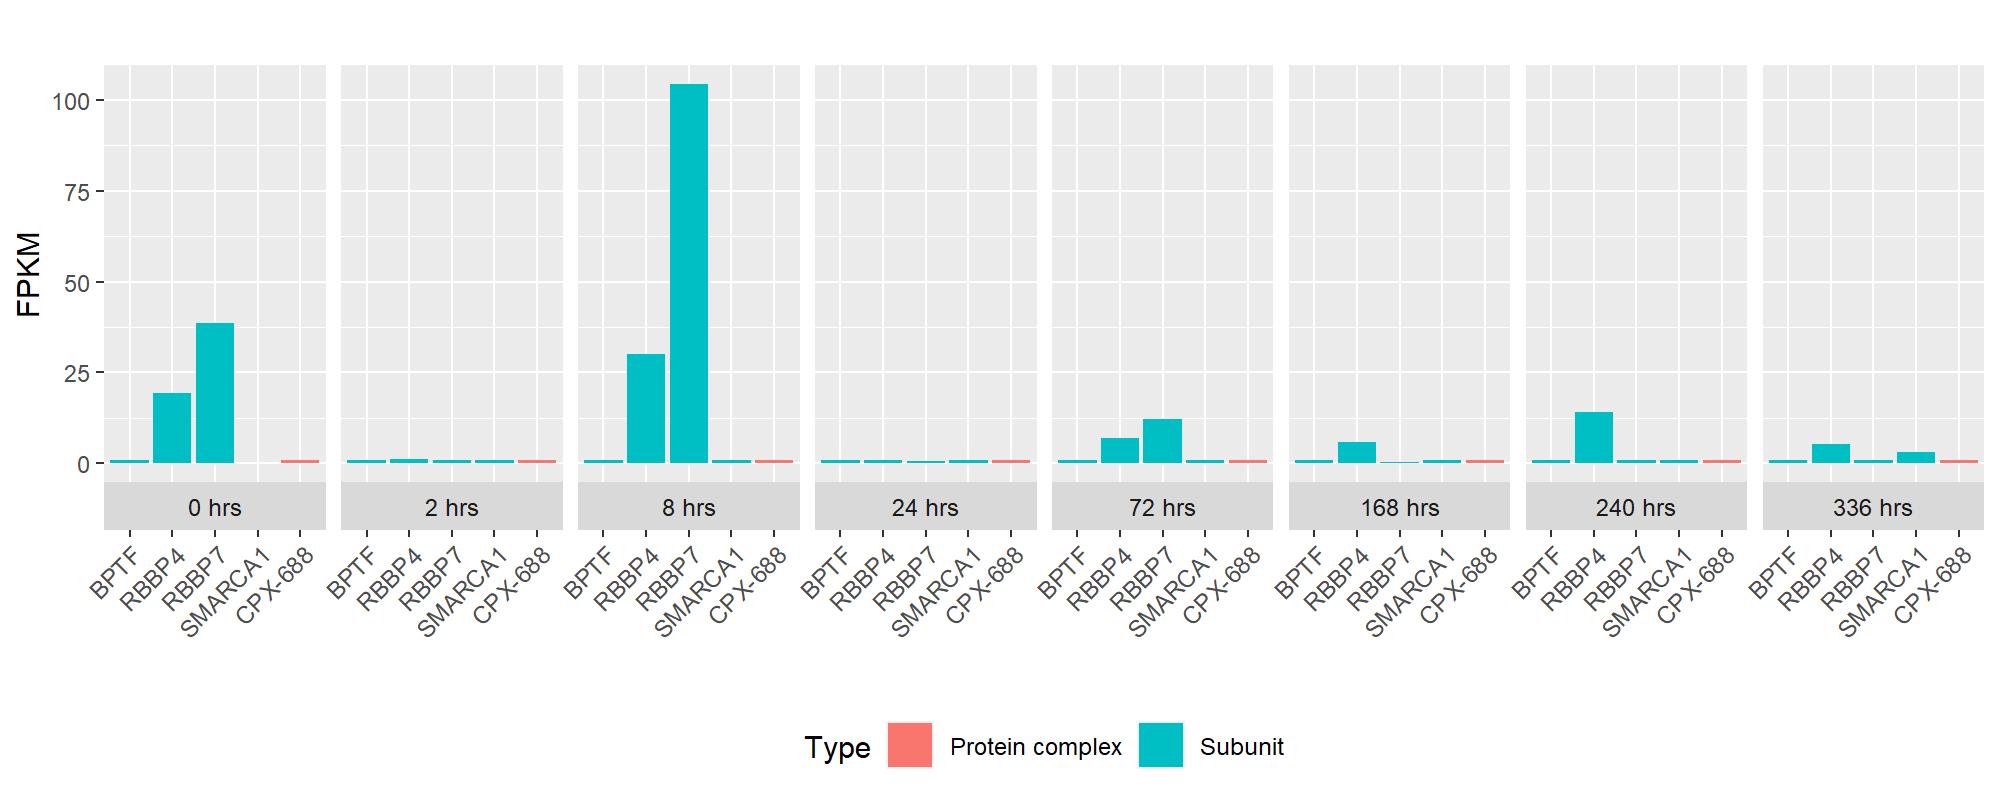 FPKM
100
75
50
25
0
0 hrs 2 hrs 8 hrs 24 hrs 72 hrs 168 hrs 240 hrs 336 hrs
BPTF RBBP4 RBBP7 SMARCA1 CPX-688 BPTF RBBP4 RBBP7 SMARCA1 CPX-688 BPTF RBBP4 RBBP7 SMARCA1 CPX-688 BPTF RBBP4 RBBP7 SMARCA1 CPX-688 BPTF RBBP4 RBBP7 SMARCA1 CPX-688 BPTF RBBP4 RBBP7 SMARCA1 CPX-688 BPTF RBBP4 RBBP7 SMARCA1 CPX-688 BPTF RBBP4 RBBP7 SMARCA1 CPX-688
Type Protein complex Subunit